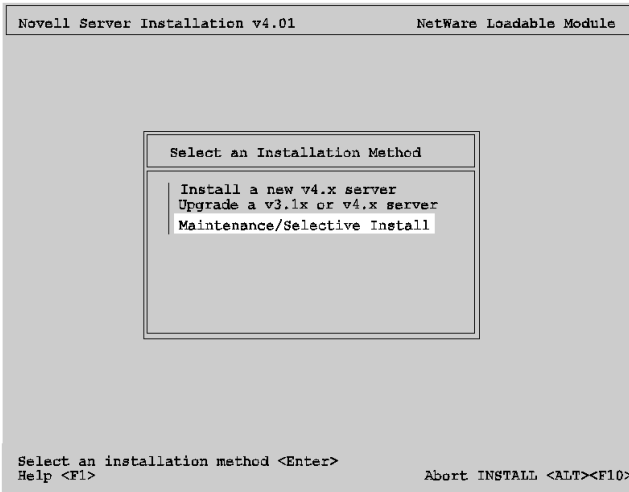 Novell Server Installation v4.01 NetWare Loadable Module
Select an Installation Method
Install a new v4.x server
Upgrade a v3.1x or v4.x server
Maintenance/Selective Install
Select an installation method <Enter>
Help <F1> Abort INSTALL <ALT><F10>